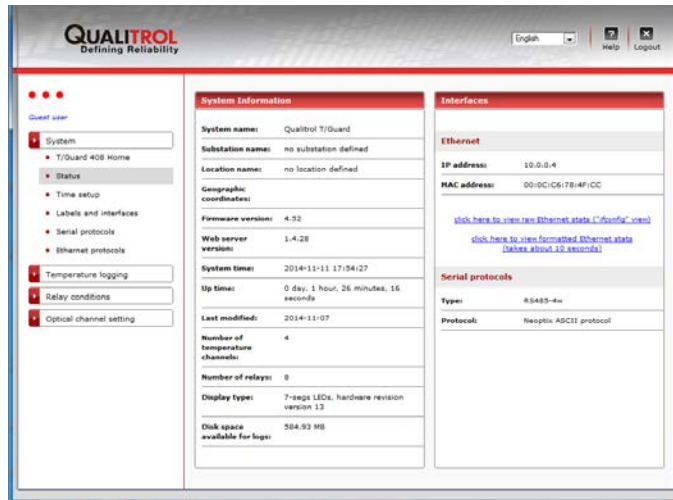 QUALITROL
Defining Reliability
English
Help
Logout
Guest user
System
T/Guard 408 Home
Status
Time setup
Labels and interfaces
Serial protocols
Ethernet protocols
Temperature logging
Relay conditions
Optical channel setting
System Information
System name: Qualitrol T/Guard
Substation name: no substation defined
Location name: no location defined
Geographic
coordinates:
Firmware version: 4.52
Web server
version: 1.4.28
System time: 2014-11-11 17:54:27
Up time: 0 day, 1 hour, 26 minutes, 16
seconds
Last modified: 2014-11-07
Number of
temperature
channels: 4
Number of relays: 8
Display type: 7-segs LEDs, hardware revision
version 12
Disk space
available for logs: 584.93 MB
Interfaces
Ethernet
IP address: 10.0.0.4
MAC address: 00:0C:C6:78:4F:CC
click here to view raw Ethernet stats ("ifconfig" view)
click here to view formatted Ethernet stats
(takes about 10 seconds)
Serial protocols
Type: RS485-4w
Protocol: Neoptix ASCII protocol